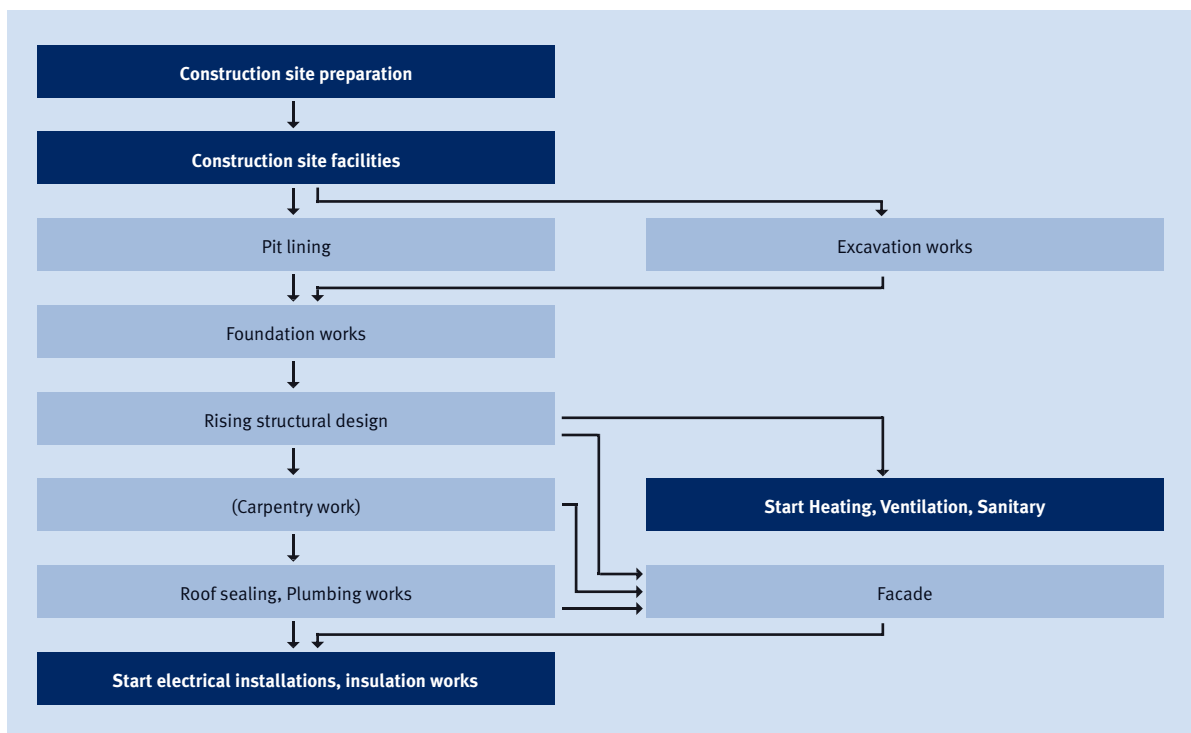 Construction site preparation
Construction site facilities
Pit lining
Excavation works
Foundation works
Rising structural design
(Carpentry work)
Start Heating, Ventilation, Sanitary
Roof sealing, Plumbing works
Facade
Start electrical installations, insulation works